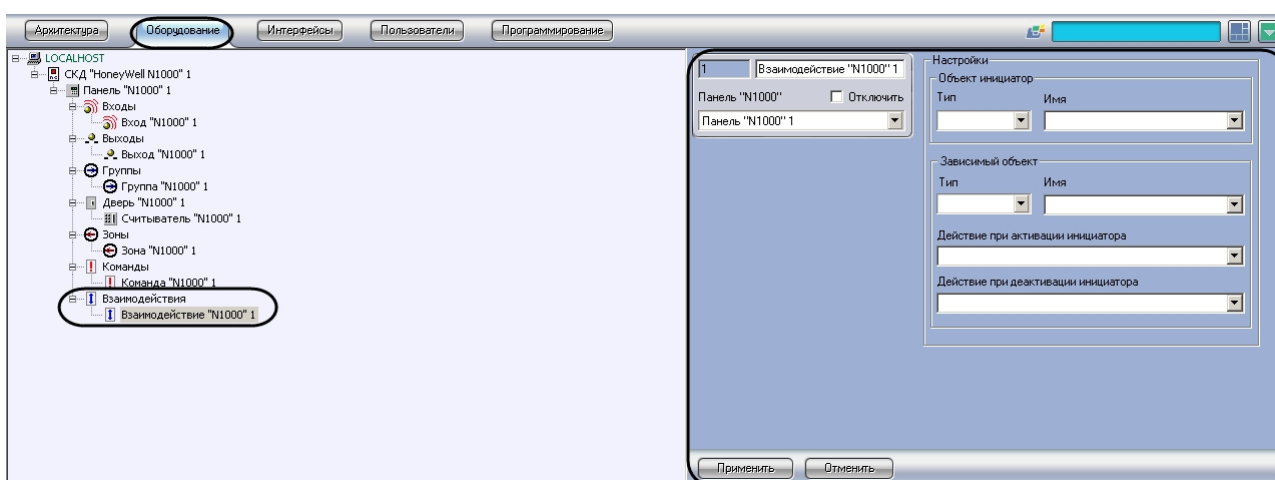 Архитектура Оборудование Интерфейсы Пользователи Программирование
LOCALHOST
СКД "HoneyWell N1000" 1
Панель "N1000" 1
Входы
Вход "N1000" 1
Выходы
Выход "N1000" 1
Группы
Группа "N1000" 1
Дверь "N1000" 1
Считыватель "N1000" 1
Зоны
Зона "N1000" 1
Команды
Команда "N1000" 1
Взаимодействия
Взаимодействие "N1000" 1
1 Взаимодействие "N1000" 1
Панель "N1000" Отключить
Панель "N1000" 1
Настройки
Объект инициатор
Тип Имя
Зависимый объект
Тип Имя
Действие при активации инициатора
Действие при деактивации инициатора
Применить Отменить